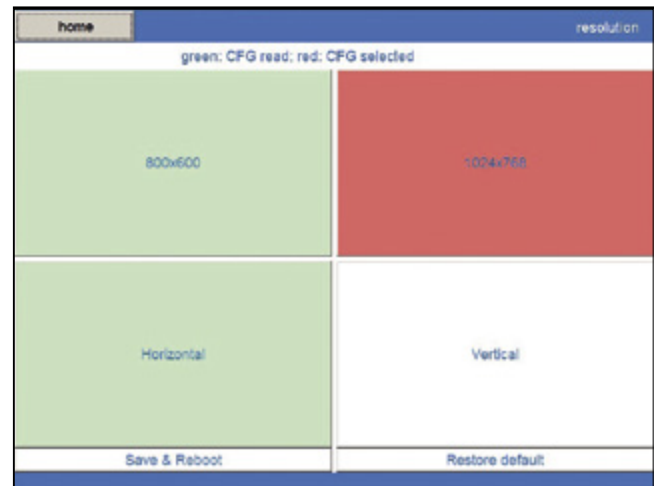 home resolution
green: CFG read; red: CFG selected
800x600 1024x768
Horizontal Vertical
Save & Reboot Restore default